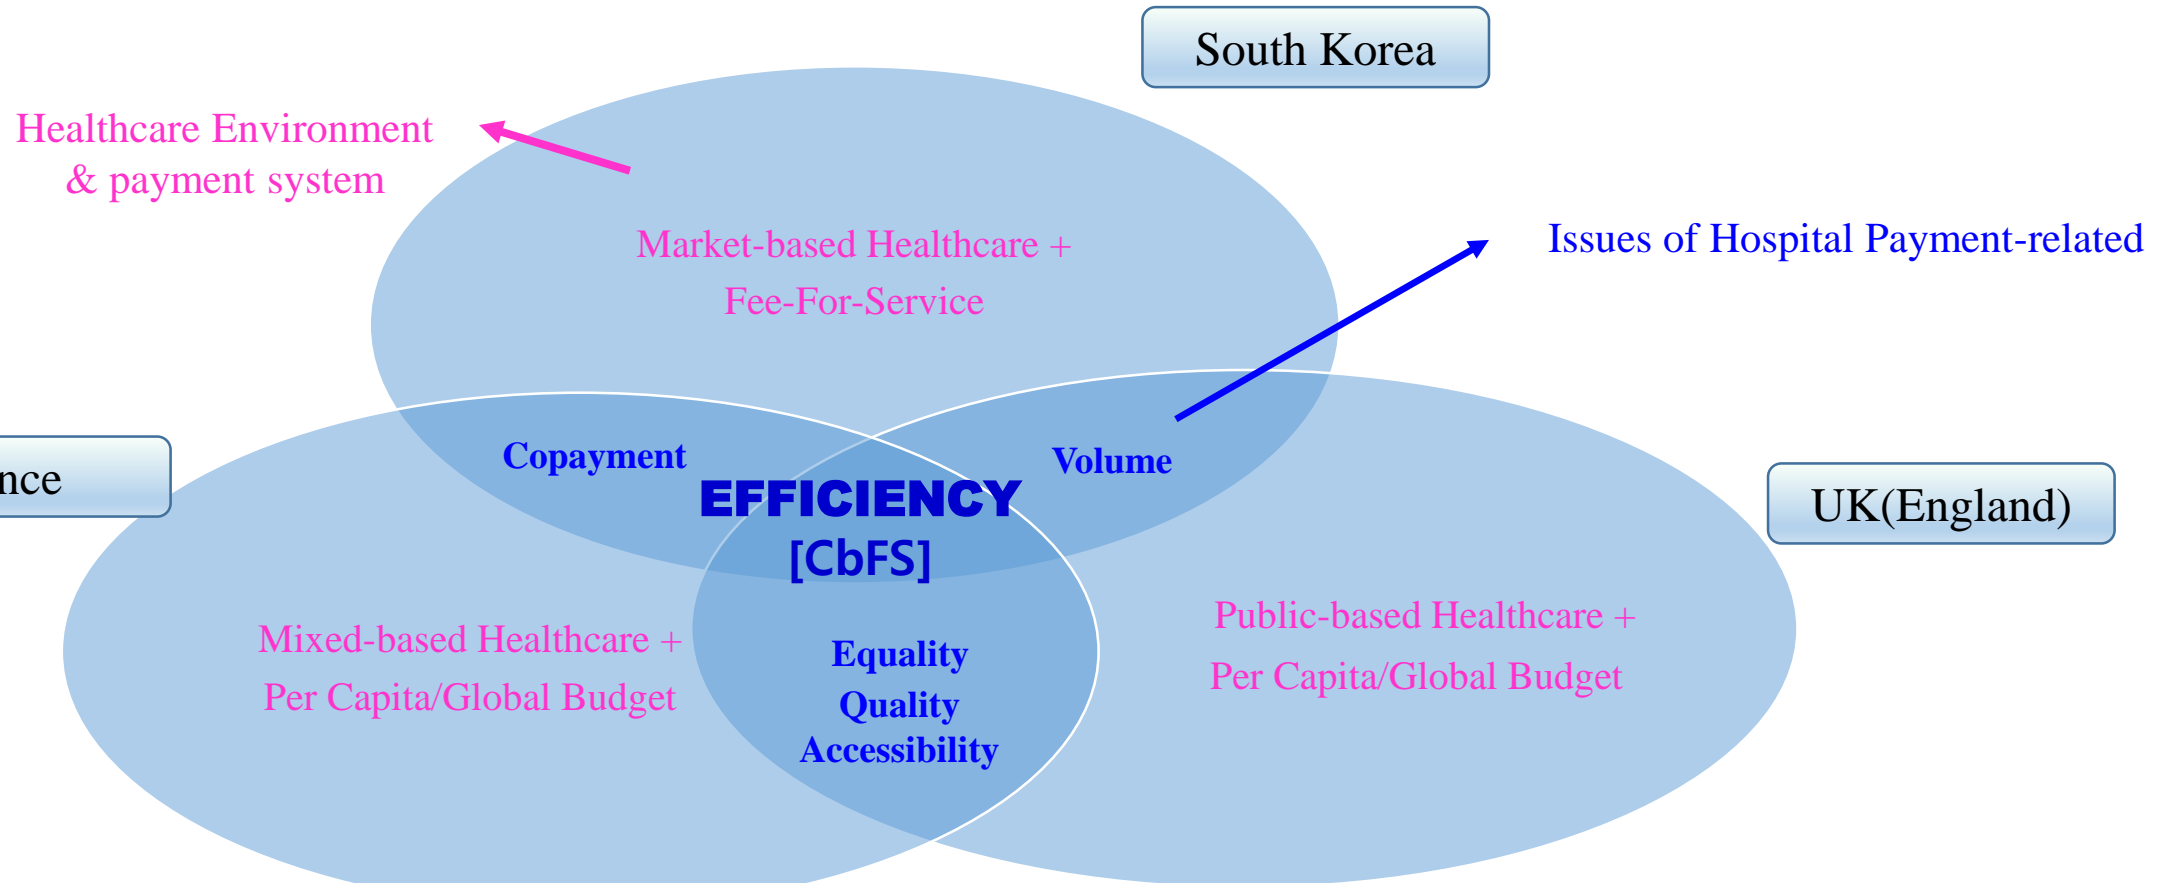 South Korea
Healthcare Environment
& payment system
Market-based Healthcare +
Fee-For-Service
Issues of Hospital Payment-related
nce
Copayment
Volume
EFFICIENCY
[CbFS]
UK(England)
Mixed-based Healthcare +
Per Capita/Global Budget
Equality
Quality
Accessibility
Public-based Healthcare +
Per Capita/Global Budget